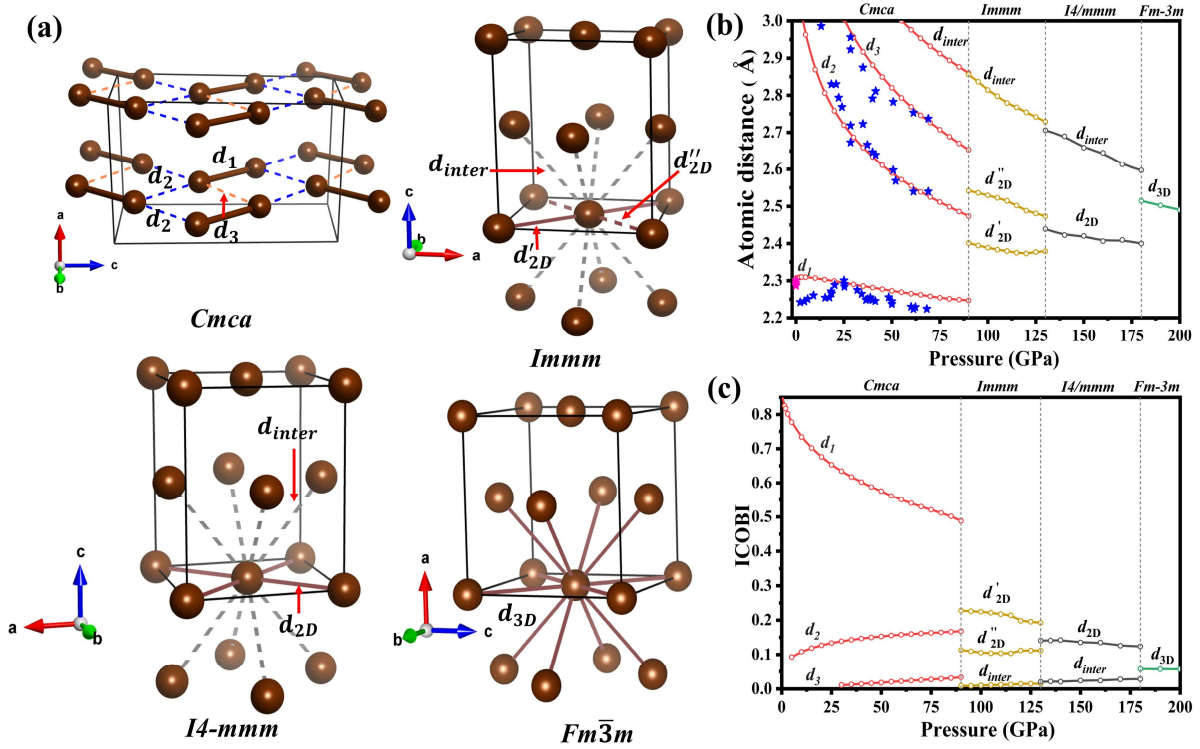 (a)
d₁
d₂
d₂
d₃
a
b
c
Cmca
d_inter
d''₂D
d'₂D
c
b
a
Immm
d_inter
d₂D
c
a
b
I4-mmm
d₃D
a
b
c
Fm3̅m
(b)
Cmca Immm I4/mmm Fm-3m
Atomic distance ( Å )
3.0
2.9
2.8
2.7
2.6
2.5
2.4
2.3
2.2
d₂
d₃
d_inter
d_inter
d_inter
d''₂D
d'₂D
d₂D
d₃D
d₁
0 25 50 75 100 125 150 175 200
Pressure (GPa)
(c)
Cmca Immm I4/mmm Fm-3m
ICOBI
0.8
0.7
0.6
0.5
0.4
0.3
0.2
0.1
0.0
d₁
d₂
d₃
d'₂D
d''₂D
d_inter
d₂D
d_inter
d₃D
0 25 50 75 100 125 150 175 200
Pressure (GPa)